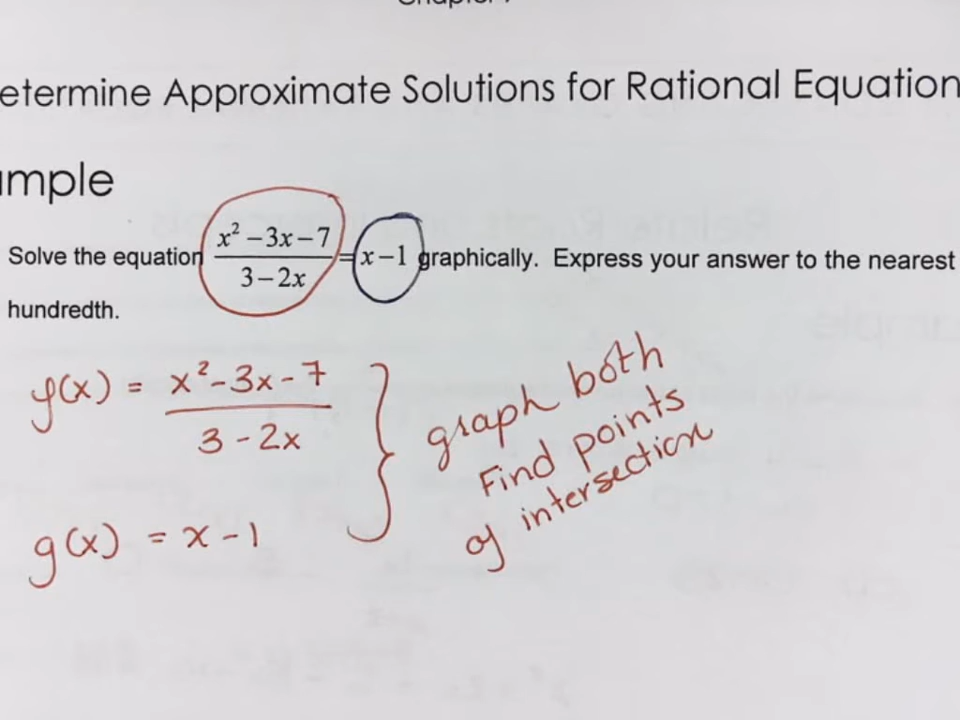 etermine Approximate Solutions for Rational Equation
mple
Solve the equation (x² − 3x − 7)/(3 − 2x) = x − 1 graphically. Express your answer to the nearest
hundredth.
f(x) = (x² - 3x - 7)/(3 - 2x)
g(x) = x - 1
graph both
Find points
of intersection